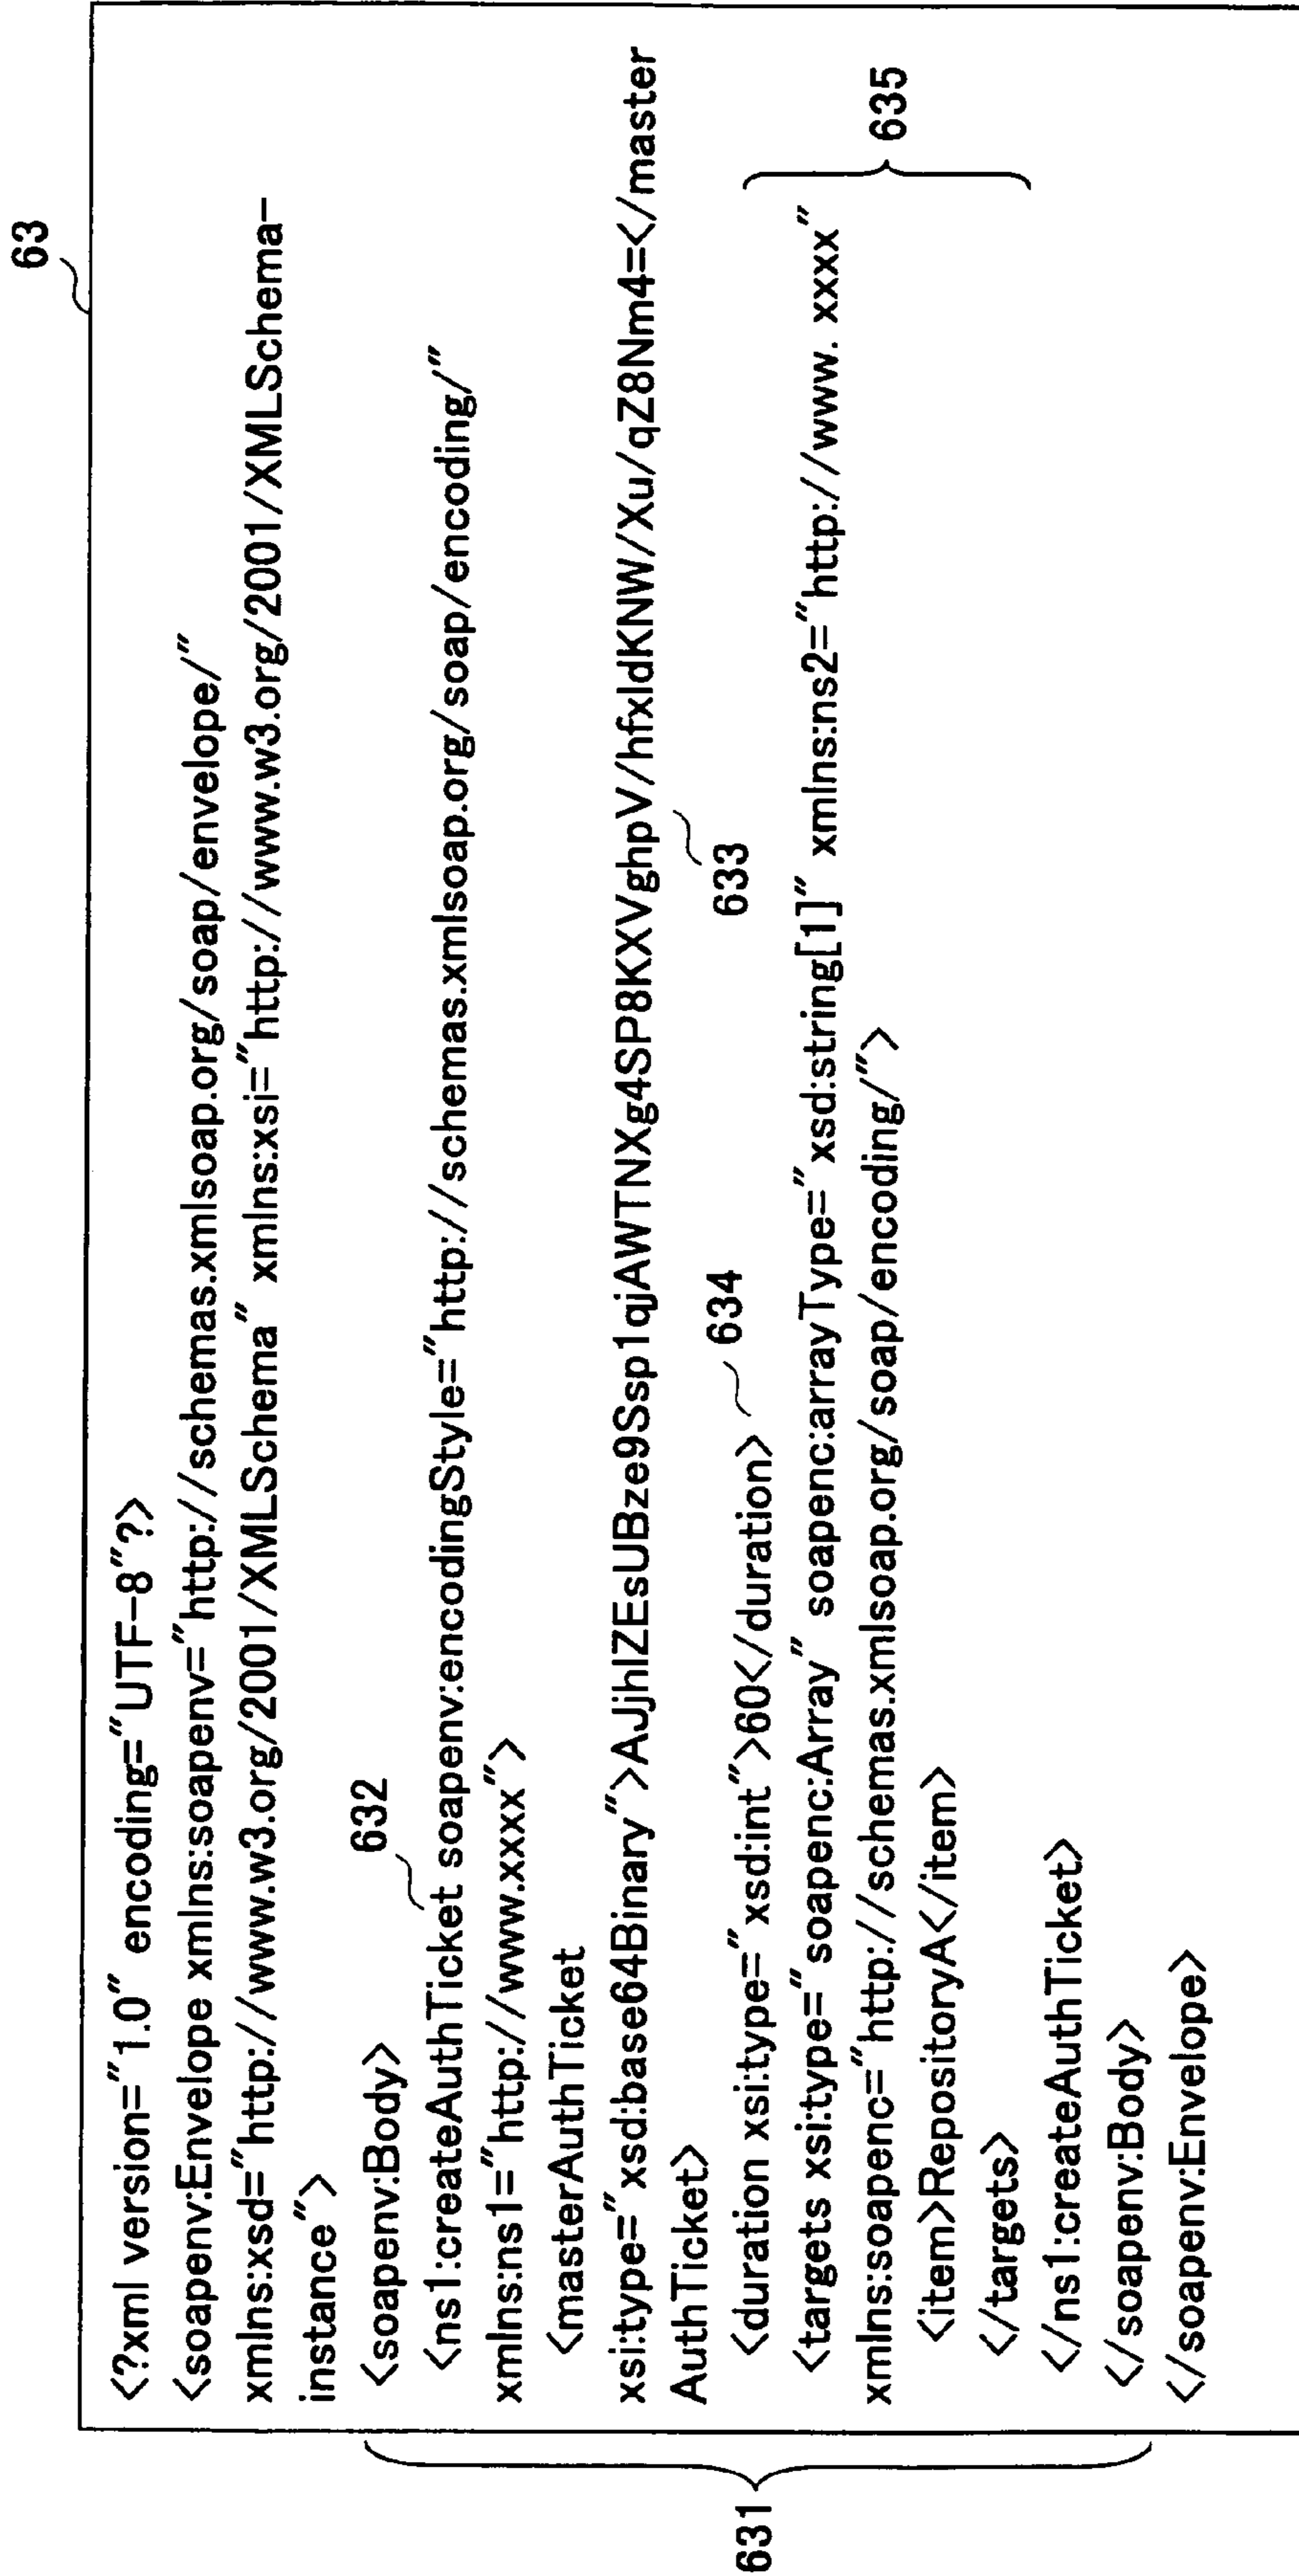 63
<?xml version="1.0" encoding="UTF-8"?>
<soapenv:Envelope xmlns:soapenv="http://schemas.xmlsoap.org/soap/envelope/"
xmlns:xsd="http://www.w3.org/2001/XMLSchema" xmlns:xsi="http://www.w3.org/2001/XMLSchema-
instance">
<soapenv:Body>
632
<ns1:createAuthTicket soapenv:encodingStyle="http://schemas.xmlsoap.org/soap/encoding/"
xmlns:ns1="http://www.xxx">
<masterAuthTicket
xsi:type="xsd:base64Binary">AJjhIZEsUBze9Ssp1qjAWTNXg4SP8KXVghpV/hfxIdKNW/Xu/qZ8Nm4=</master
AuthTicket>
633
<duration xsi:type="xsd:int">60</duration>
634
<targets xsi:type="soapenc:Array" soapenc:arrayType="xsd:string[1]" xmlns:ns2="http://www. xxxx"
xmlns:soapenc="http://schemas.xmlsoap.org/soap/encoding/">
635
<item>RepositoryA</item>
</targets>
</ns1:createAuthTicket>
</soapenv:Body>
</soapenv:Envelope>
631